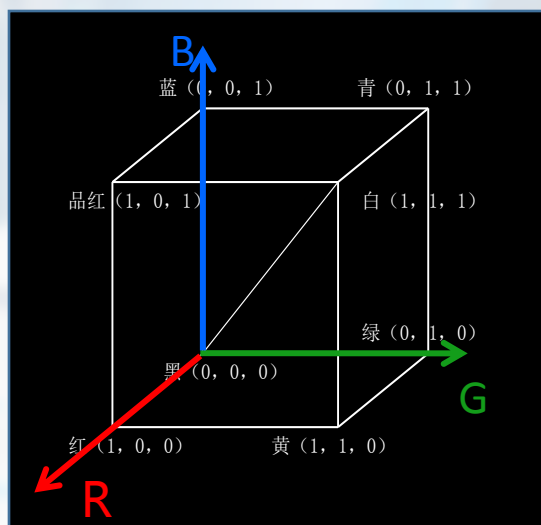 B
蓝（0，0，1）
青（0，1，1）
品红（1，0，1）
白（1，1，1）
绿（0，1，0）
黑（0，0，0）
G
红（1，0，0）
黄（1，1，0）
R